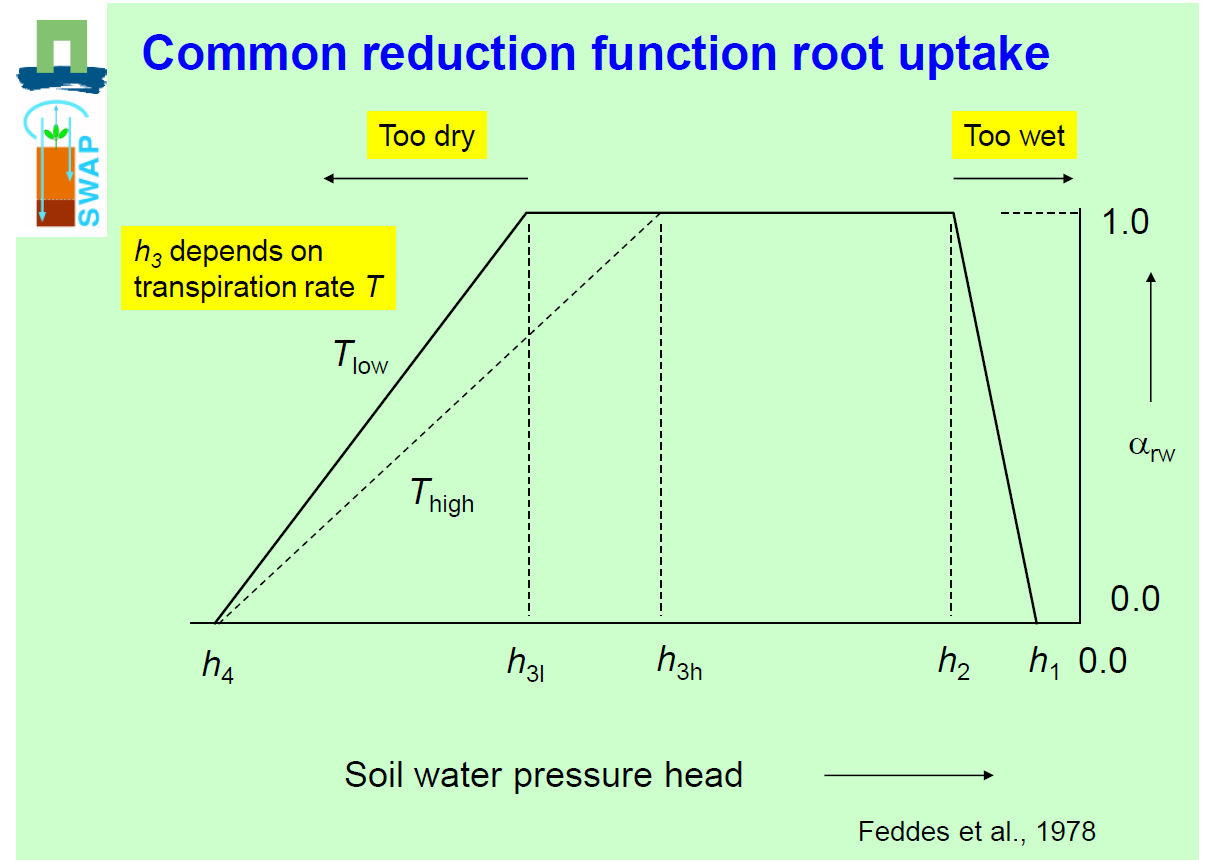 Common reduction function root uptake
SWAP
Too dry
Too wet
h3 depends on
transpiration rate T
1.0
Tlow
αrw
Thigh
0.0
h4
h3l
h3h
h2
h1
0.0
Soil water pressure head
Feddes et al., 1978